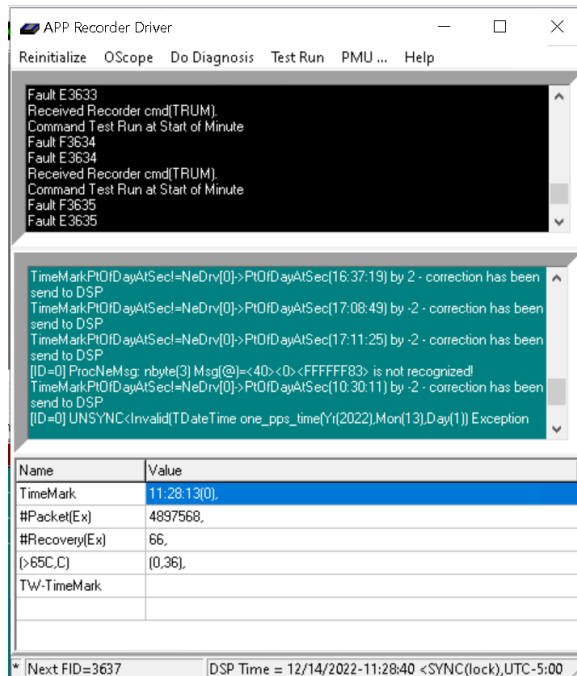 APP Recorder Driver
Reinitialize OScope Do Diagnosis Test Run PMU ... Help
Fault E3633
Received Recorder cmd(TRUM).
Command Test Run at Start of Minute
Fault F3634
Fault E3634
Received Recorder cmd(TRUM).
Command Test Run at Start of Minute
Fault F3635
Fault E3635
TimeMarkPtOfDayAtSec!=NeDrv[0]->PtOfDayAtSec(16:37:19) by 2 - correction has been
send to DSP
TimeMarkPtOfDayAtSec!=NeDrv[0]->PtOfDayAtSec(17:08:49) by -2 - correction has been
send to DSP
TimeMarkPtOfDayAtSec!=NeDrv[0]->PtOfDayAtSec(17:11:25) by -2 - correction has been
send to DSP
[ID=0] ProcNeMsg: nbyte(3) Msg(@)=<40><0><FFFFFF83> is not recognized!
TimeMarkPtOfDayAtSec!=NeDrv[0]->PtOfDayAtSec(10:30:11) by -2 - correction has been
send to DSP
[ID=0] UNSYNC<Invalid(TDateTime one_pps_time(Yr(2022),Mon(13),Day(1)) Exception
Name Value
TimeMark 11:28:13(0),
#Packet(Ex) 4897568,
#Recovery(Ex) 66,
(>65C,C) (0,36),
TW-TimeMark
* Next FID=3637 DSP Time = 12/14/2022-11:28:40 <SYNC(lock),UTC-5:00